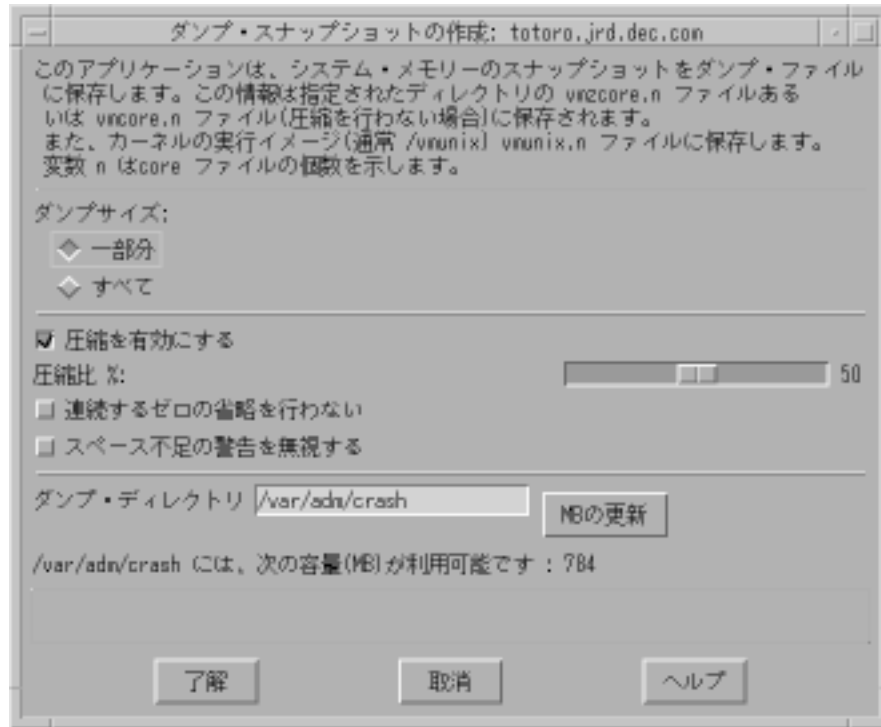 ダンプ・スナップショットの作成: totoro.jrd.dec.com
このアプリケーションは、システム・メモリーのスナップショットをダンプ・ファイル
に保存します。この情報は指定されたディレクトリの vmzcore.n ファイルある
いは vmcore.n ファイル(圧縮を行わない場合)に保存されます。
また、カーネルの実行イメージ(通常 /vmunix) vmunix.n ファイルに保存します。
変数 n はcore ファイルの個数を示します。
ダンプサイズ:
一部分
すべて
圧縮を有効にする
圧縮比 %: 50
連続するゼロの省略を行わない
スペース不足の警告を無視する
ダンプ・ディレクトリ /var/adm/crash MBの更新
/var/adm/crash には、次の容量(MB)が利用可能です : 784
了解 取消 ヘルプ